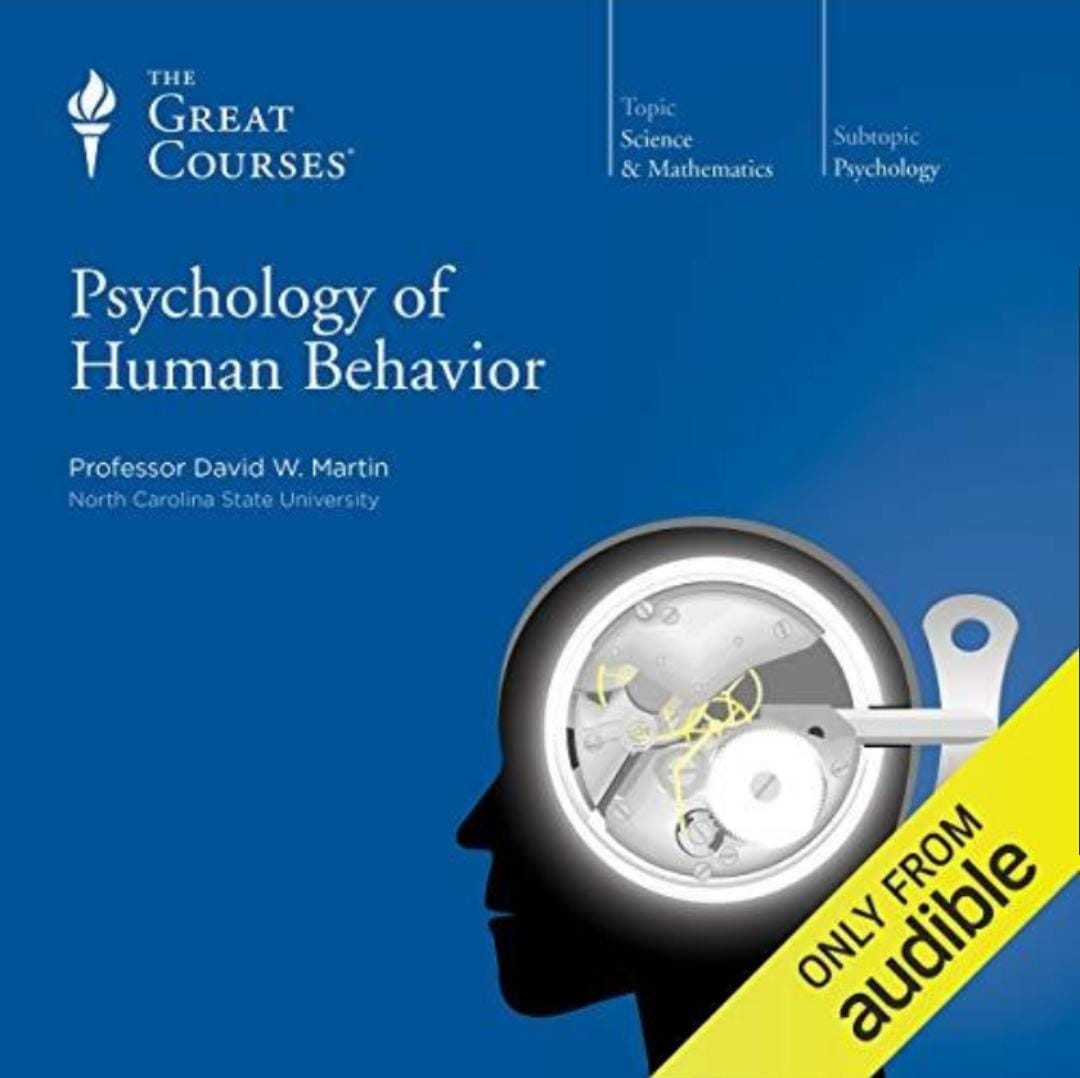 THE
GREAT
COURSES®
Topic
Science
& Mathematics
Subtopic
Psychology
Psychology of
Human Behavior
Professor David W. Martin
North Carolina State University
ONLY FROM
audible